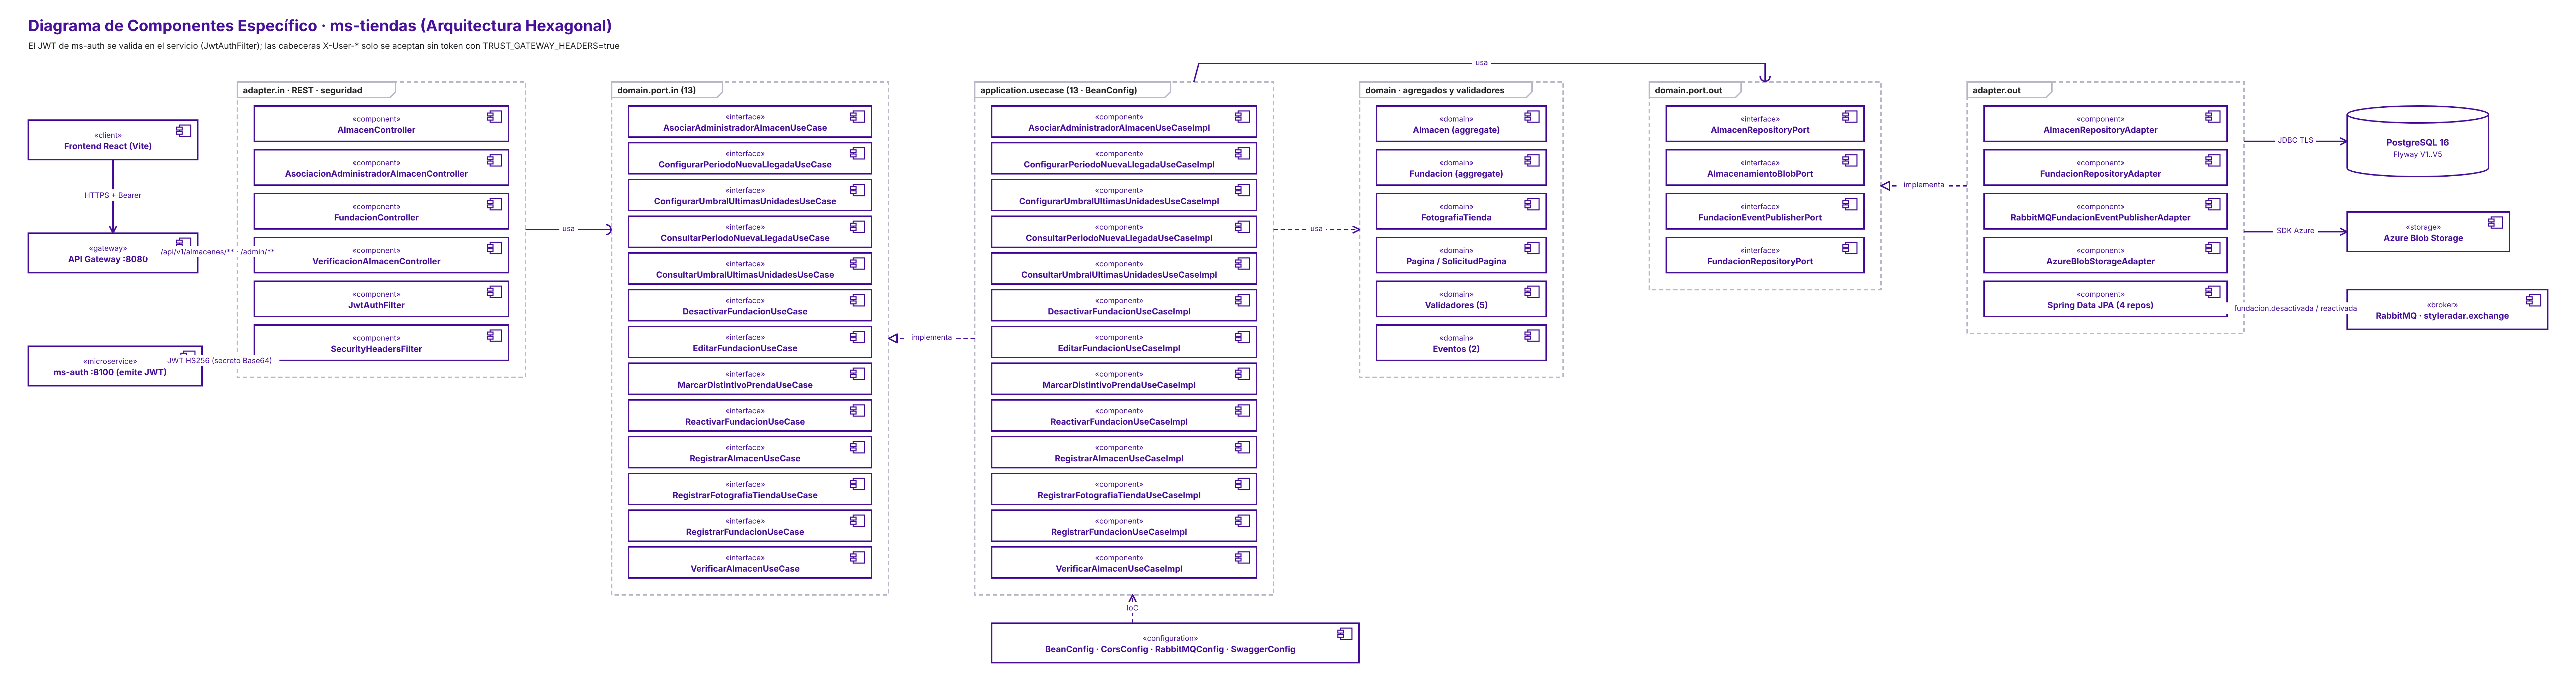 Diagrama de Componentes Específico · ms-tiendas (Arquitectura Hexagonal)
El JWT de ms-auth se valida en el servicio (JwtAuthFilter); las cabeceras X-User-* solo se aceptan sin token con TRUST_GATEWAY_HEADERS=true
«client»
Frontend React (Vite)
HTTPS + Bearer
«gateway»
API Gateway :8080
/api/v1/almacenes/** · /admin/**
«microservice»
ms-auth :8100 (emite JWT)
JWT HS256 (secreto Base64)
adapter.in · REST · seguridad
«component»
AlmacenController
«component»
AsociacionAdministradorAlmacenController
«component»
FundacionController
«component»
VerificacionAlmacenController
«component»
JwtAuthFilter
«component»
SecurityHeadersFilter
usa
domain.port.in (13)
«interface»
AsociarAdministradorAlmacenUseCase
«interface»
ConfigurarPeriodoNuevaLlegadaUseCase
«interface»
ConfigurarUmbralUltimasUnidadesUseCase
«interface»
ConsultarPeriodoNuevaLlegadaUseCase
«interface»
ConsultarUmbralUltimasUnidadesUseCase
«interface»
DesactivarFundacionUseCase
«interface»
EditarFundacionUseCase
«interface»
MarcarDistintivoPrendaUseCase
«interface»
ReactivarFundacionUseCase
«interface»
RegistrarAlmacenUseCase
«interface»
RegistrarFotografiaTiendaUseCase
«interface»
RegistrarFundacionUseCase
«interface»
VerificarAlmacenUseCase
implementa
application.usecase (13 · BeanConfig)
«component»
AsociarAdministradorAlmacenUseCaseImpl
«component»
ConfigurarPeriodoNuevaLlegadaUseCaseImpl
«component»
ConfigurarUmbralUltimasUnidadesUseCaseImpl
«component»
ConsultarPeriodoNuevaLlegadaUseCaseImpl
«component»
ConsultarUmbralUltimasUnidadesUseCaseImpl
«component»
DesactivarFundacionUseCaseImpl
«component»
EditarFundacionUseCaseImpl
«component»
MarcarDistintivoPrendaUseCaseImpl
«component»
ReactivarFundacionUseCaseImpl
«component»
RegistrarAlmacenUseCaseImpl
«component»
RegistrarFotografiaTiendaUseCaseImpl
«component»
RegistrarFundacionUseCaseImpl
«component»
VerificarAlmacenUseCaseImpl
IoC
«configuration»
BeanConfig · CorsConfig · RabbitMQConfig · SwaggerConfig
usa
usa
domain · agregados y validadores
«domain»
Almacen (aggregate)
«domain»
Fundacion (aggregate)
«domain»
FotografiaTienda
«domain»
Pagina / SolicitudPagina
«domain»
Validadores (5)
«domain»
Eventos (2)
domain.port.out
«interface»
AlmacenRepositoryPort
«interface»
AlmacenamientoBlobPort
«interface»
FundacionEventPublisherPort
«interface»
FundacionRepositoryPort
implementa
adapter.out
«component»
AlmacenRepositoryAdapter
«component»
FundacionRepositoryAdapter
«component»
RabbitMQFundacionEventPublisherAdapter
«component»
AzureBlobStorageAdapter
«component»
Spring Data JPA (4 repos)
JDBC TLS
PostgreSQL 16
Flyway V1..V5
SDK Azure
«storage»
Azure Blob Storage
fundacion.desactivada / reactivada
«broker»
RabbitMQ · styleradar.exchange